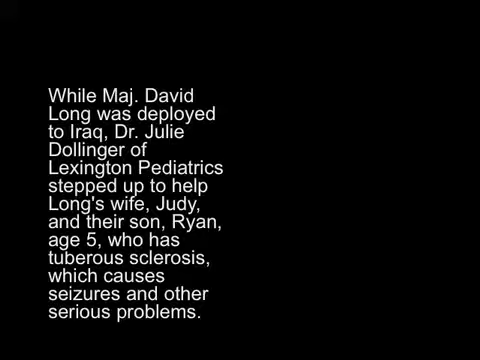 While Maj. David
Long was deployed
to Iraq, Dr. Julie
Dollinger of
Lexington Pediatrics
stepped up to help
Long's wife, Judy,
and their son, Ryan,
age 5, who has
tuberous sclerosis,
which causes
seizures and other
serious problems.